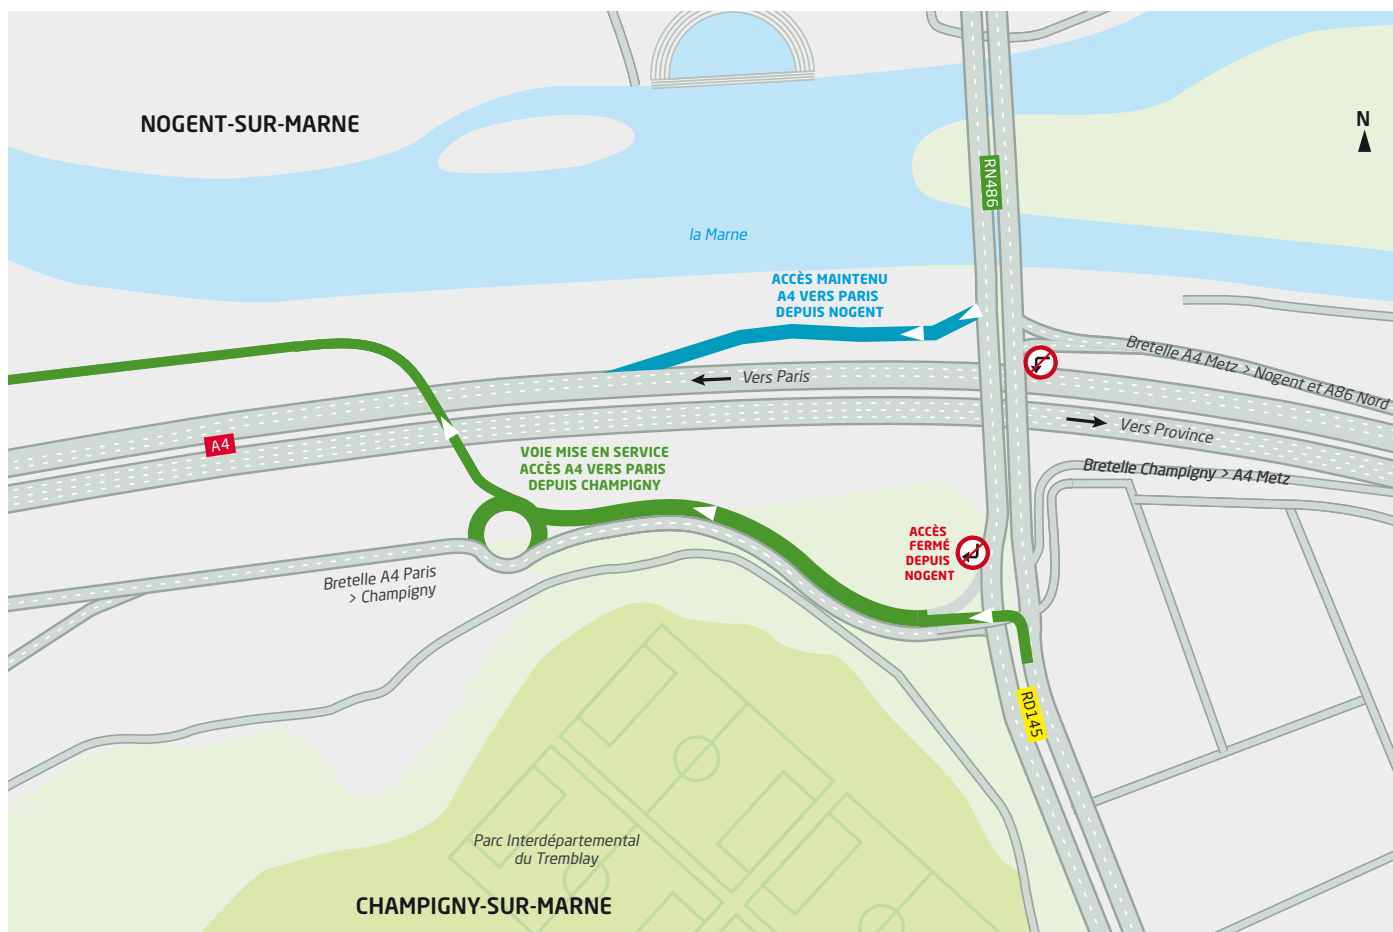 NOGENT-SUR-MARNE
N
RN486
la Marne
ACCÈS MAINTENU
A4 VERS PARIS
DEPUIS NOGENT
Bretelle A4 Metz > Nogent et A86 Nord
Vers Paris
A4
Vers Province
VOIE MISE EN SERVICE
ACCÈS A4 VERS PARIS
DEPUIS CHAMPIGNY
Bretelle Champigny > A4 Metz
ACCÈS
FERMÉ
DEPUIS
NOGENT
Bretelle A4 Paris
> Champigny
RD145
Parc Interdépartemental
du Tremblay
CHAMPIGNY-SUR-MARNE